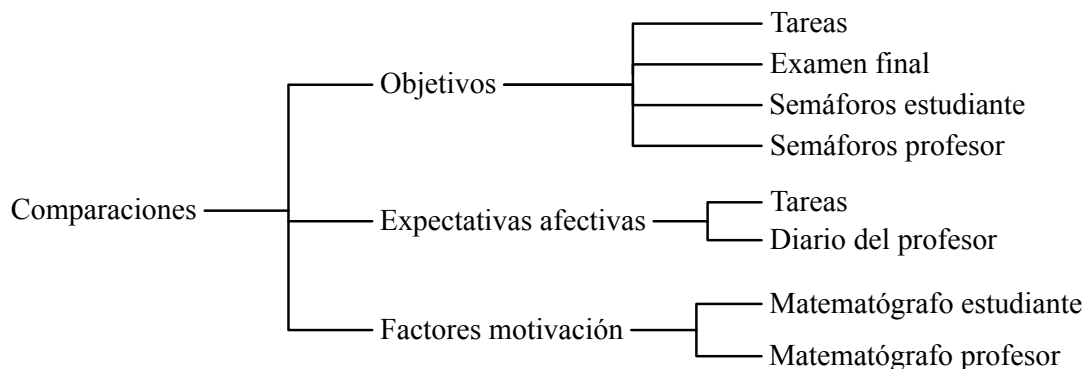 Comparaciones
Objetivos
Tareas
Examen final
Semáforos estudiante
Semáforos profesor
Expectativas afectivas
Tareas
Diario del profesor
Factores motivación
Matematógrafo estudiante
Matematógrafo profesor